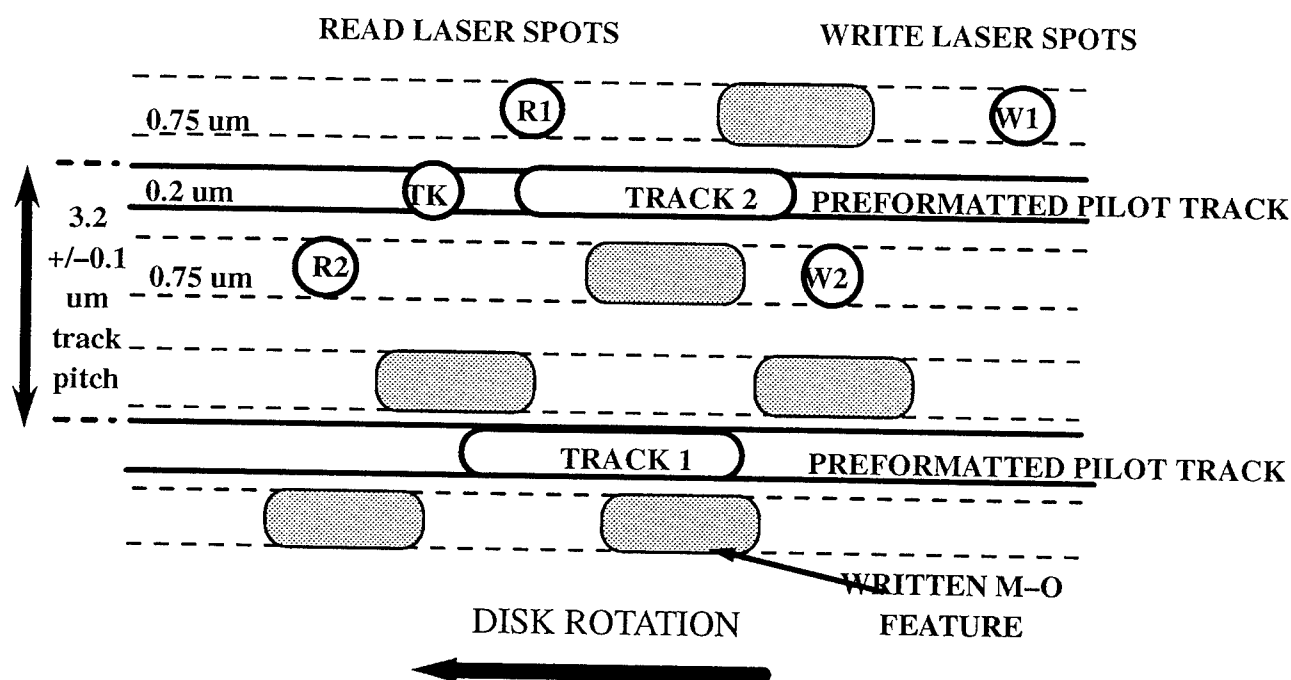 READ LASER SPOTS
WRITE LASER SPOTS
0.75 um
R1
W1
0.2 um
TK
TRACK 2
PREFORMATTED PILOT TRACK
3.2
+/–0.1
um
track
pitch
0.75 um
R2
W2
TRACK 1
PREFORMATTED PILOT TRACK
WRITTEN M–O
FEATURE
DISK ROTATION